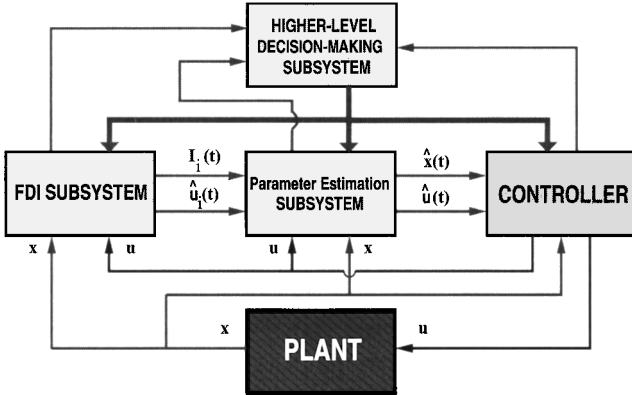 HIGHER-LEVEL
DECISION-MAKING
SUBSYSTEM
FDI SUBSYSTEM
I_i(t)
û_i(t)
Parameter Estimation
SUBSYSTEM
x̂(t)
û(t)
CONTROLLER
x
u
u
x
x
PLANT
u